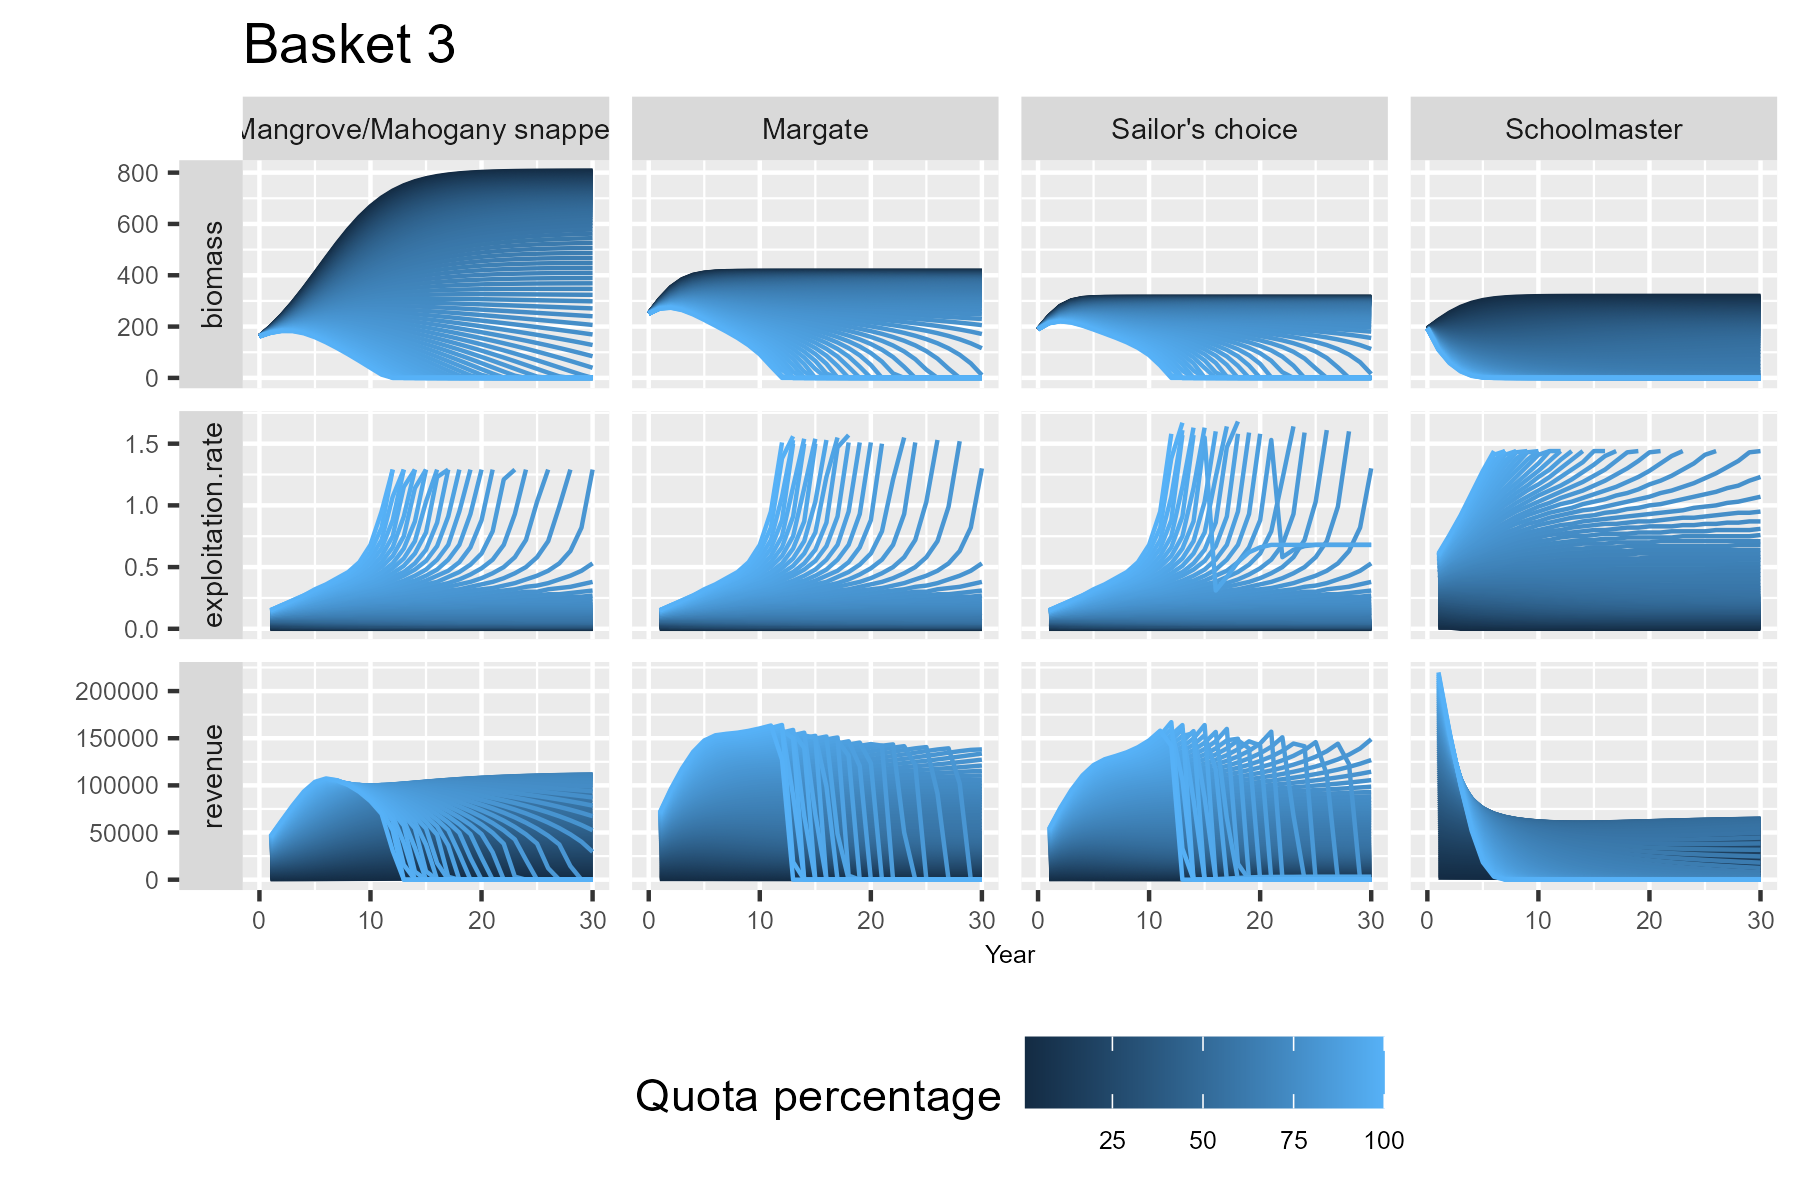 Basket 3
Mangrove/Mahogany snappe
Margate
Sailor's choice
Schoolmaster
biomass
800
600
400
200
0
exploitation.rate
1.5
1.0
0.5
0.0
revenue
200000
150000
100000
50000
0
0 10 20 30 0 10 20 30 0 10 20 30 0 10 20 30
Year
Quota percentage
25 50 75 100